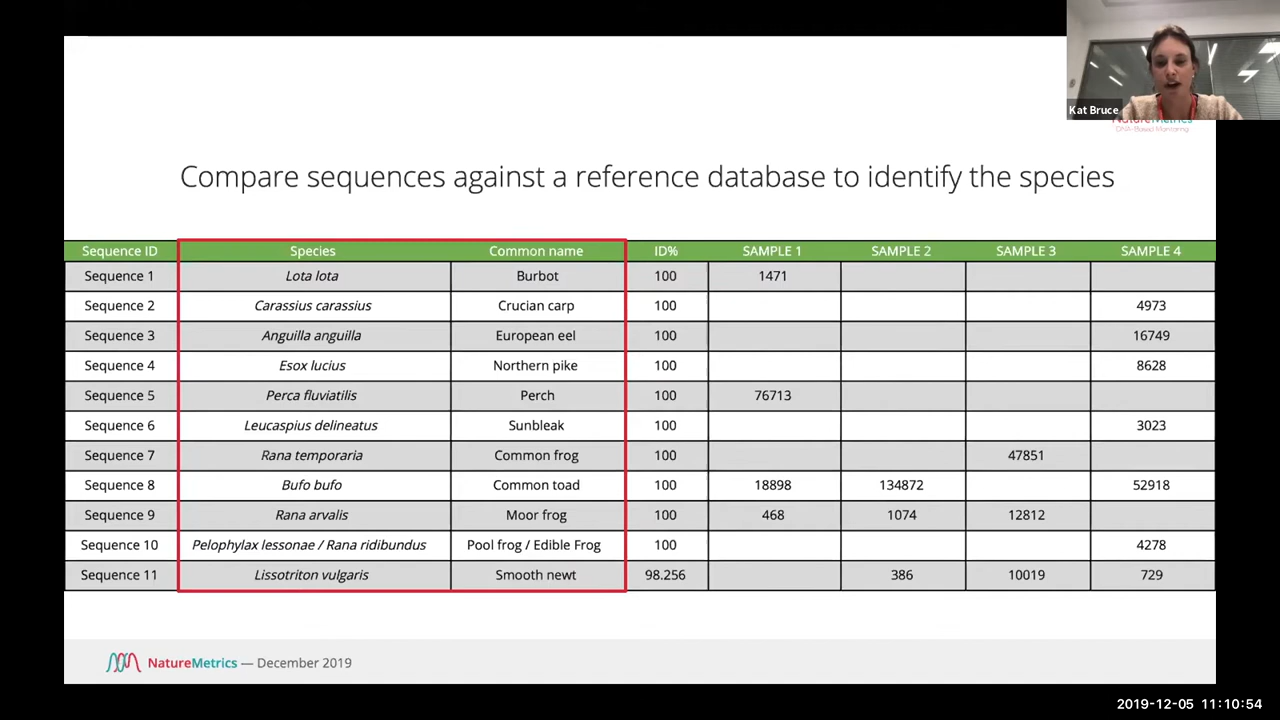 Kat Bruce
NatureMetrics
DNA-Based Monitoring
Compare sequences against a reference database to identify the species
Sequence ID Species Common name ID% SAMPLE 1 SAMPLE 2 SAMPLE 3 SAMPLE 4
Sequence 1 Lota lota Burbot 100 1471
Sequence 2 Carassius carassius Crucian carp 100 4973
Sequence 3 Anguilla anguilla European eel 100 16749
Sequence 4 Esox lucius Northern pike 100 8628
Sequence 5 Perca fluviatilis Perch 100 76713
Sequence 6 Leucaspius delineatus Sunbleak 100 3023
Sequence 7 Rana temporaria Common frog 100 47851
Sequence 8 Bufo bufo Common toad 100 18898 134872 52918
Sequence 9 Rana arvalis Moor frog 100 468 1074 12812
Sequence 10 Pelophylax lessonae / Rana ridibundus Pool frog / Edible Frog 100 4278
Sequence 11 Lissotriton vulgaris Smooth newt 98.256 386 10019 729
NatureMetrics — December 2019
2019-12-05 11:10:54